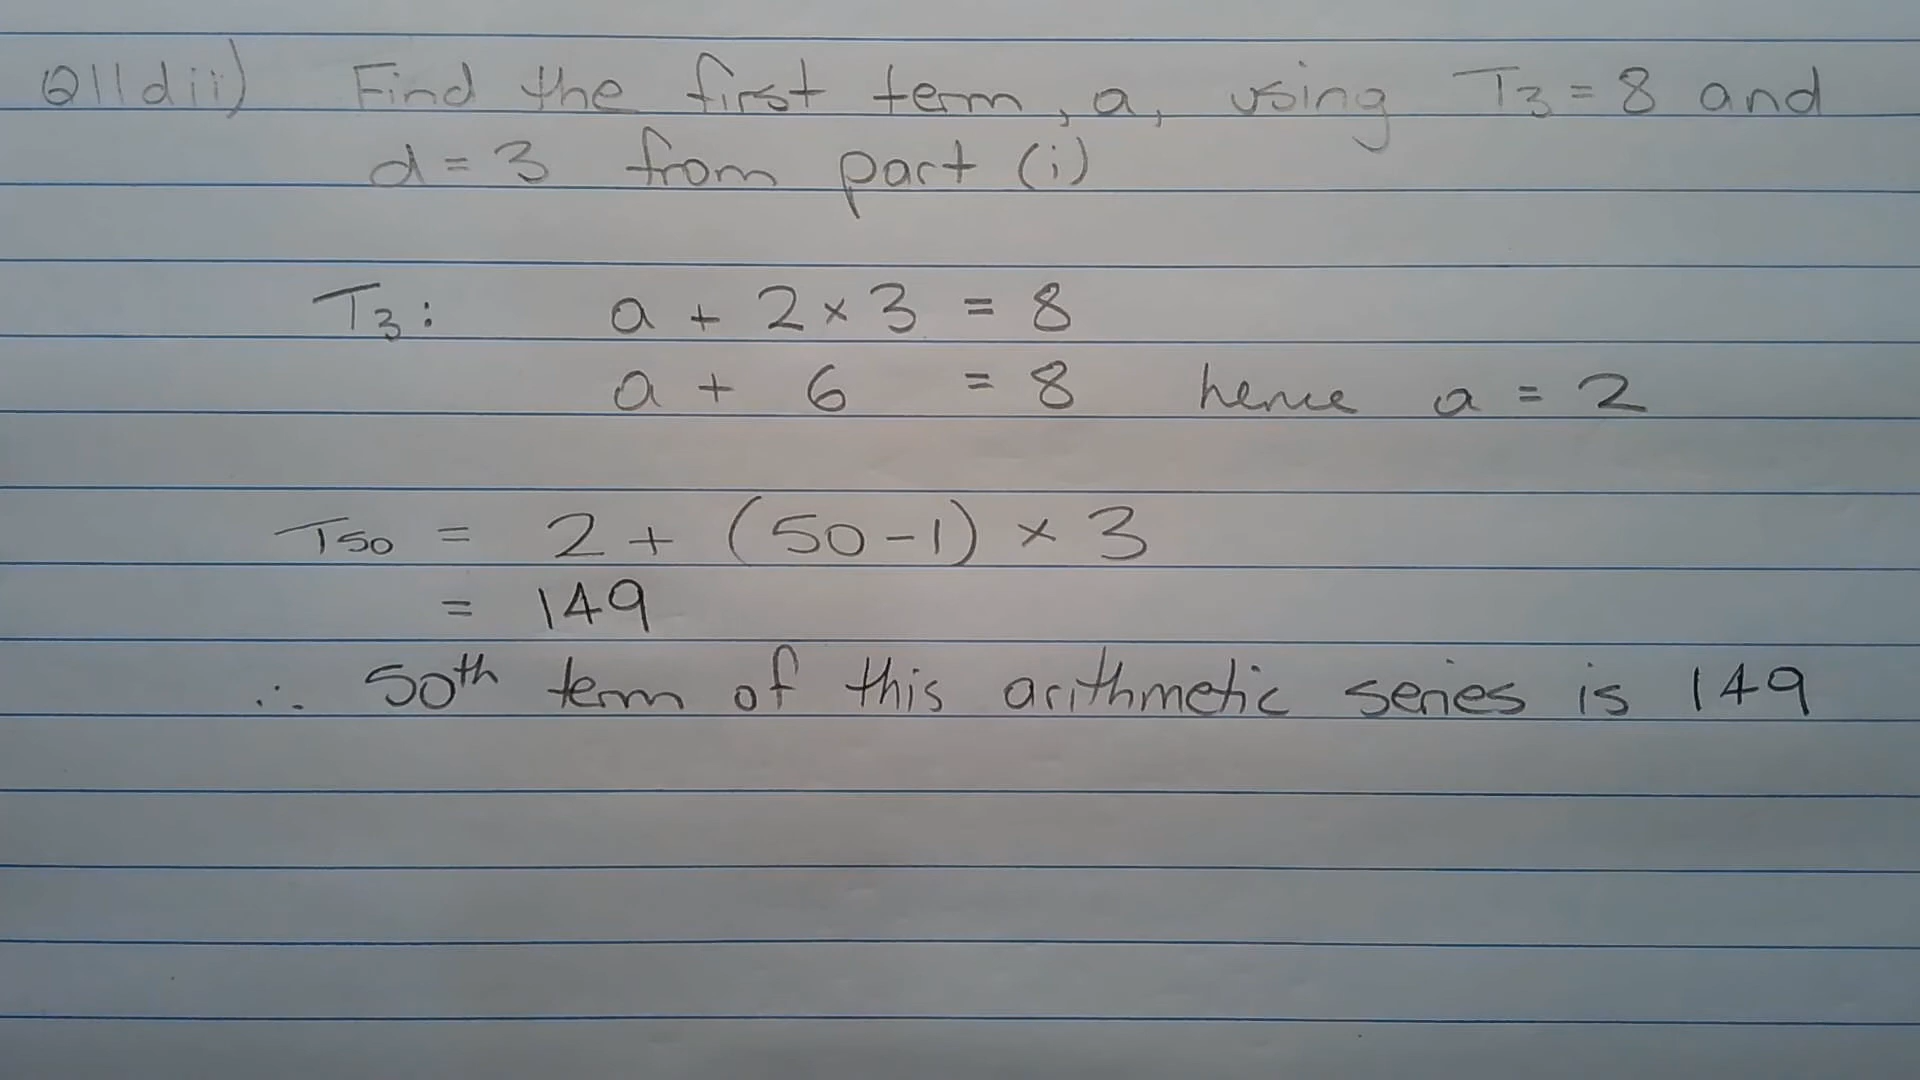 Q11dii) Find the first term, a, using T3 = 8 and
d = 3 from part (i)
T3: a + 2 × 3 = 8
a + 6 = 8 hence a = 2
T50 = 2 + (50-1) × 3
= 149
∴ 50th term of this arithmetic series is 149